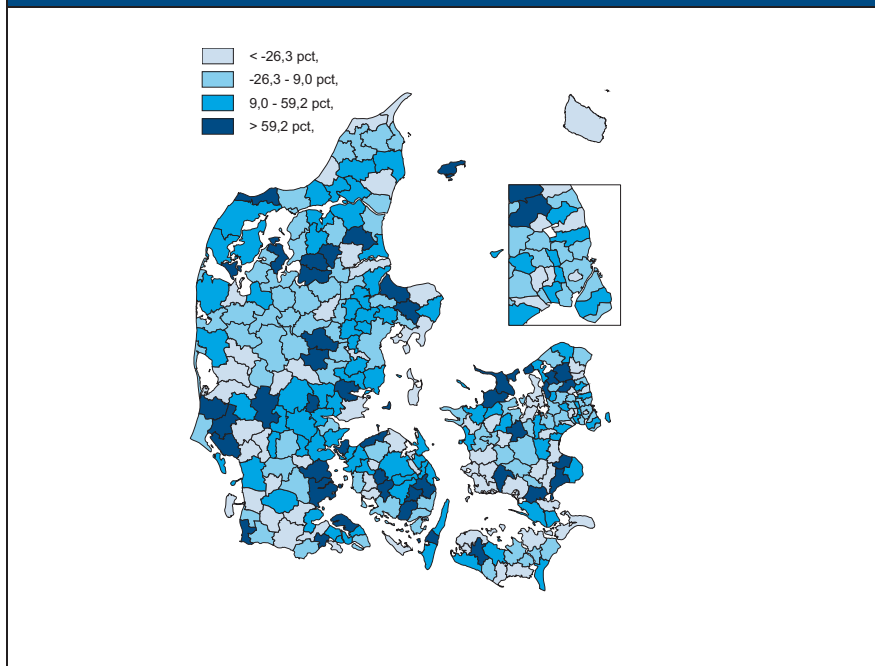 < -26,3 pct,
-26,3 - 9,0 pct,
9,0 - 59,2 pct,
> 59,2 pct,